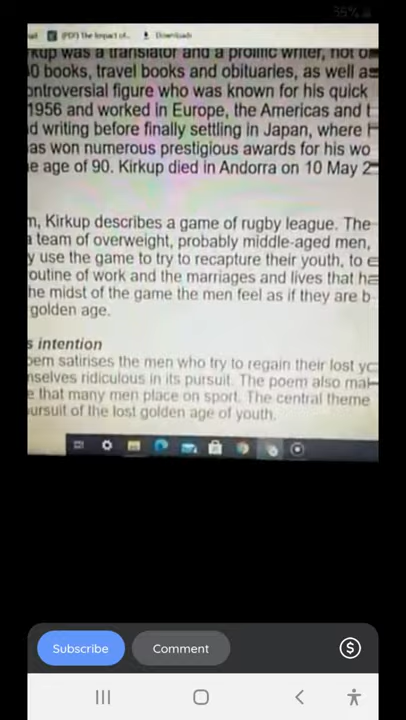 35%
(PDF) The Impact of..
Downloads
kup was a translator and a prolific writer, not
0 books, travel books and obituaries, as well as
ontroversial figure who was known for his quick
1956 and worked in Europe, the Americas and t
d writing before finally settling in Japan, where
as won numerous prestigious awards for his wo
e age of 90. Kirkup died in Andorra on 10 May 2
m, Kirkup describes a game of rugby league. The
a team of overweight, probably middle-aged men,
y use the game to try to recapture their youth, to e
outine of work and the marriages and lives that ha
he midst of the game the men feel as if they are b
golden age.
s intention
oem satirises the men who try to regain their lost yo
mselves ridiculous in its pursuit. The poem also mak
e that many men place on sport. The central theme
ursuit of the lost golden age of youth.
Subscribe
Comment